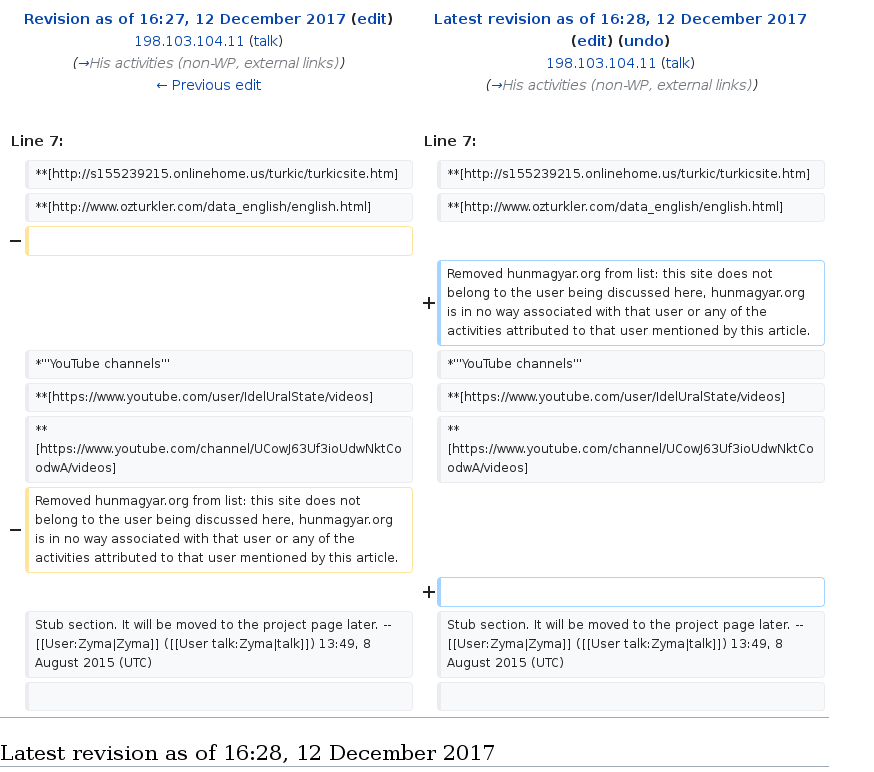 Revision as of 16:27, 12 December 2017 (edit)
198.103.104.11 (talk)
(→His activities (non-WP, external links))
← Previous edit
Latest revision as of 16:28, 12 December 2017
(edit) (undo)
198.103.104.11 (talk)
(→His activities (non-WP, external links))
Line 7:
Line 7:
**[http://s155239215.onlinehome.us/turkic/turkicsite.htm]
**[http://s155239215.onlinehome.us/turkic/turkicsite.htm]
**[http://www.ozturkler.com/data_english/english.html]
**[http://www.ozturkler.com/data_english/english.html]
−
+
Removed hunmagyar.org from list: this site does not
belong to the user being discussed here, hunmagyar.org
is in no way associated with that user or any of the
activities attributed to that user mentioned by this article.
*'''YouTube channels'''
*'''YouTube channels'''
**[https://www.youtube.com/user/IdelUralState/videos]
**[https://www.youtube.com/user/IdelUralState/videos]
**
[https://www.youtube.com/channel/UCowJ63Uf3ioUdwNktCo
odwA/videos]
**
[https://www.youtube.com/channel/UCowJ63Uf3ioUdwNktCo
odwA/videos]
−
Removed hunmagyar.org from list: this site does not
belong to the user being discussed here, hunmagyar.org
is in no way associated with that user or any of the
activities attributed to that user mentioned by this article.
+
Stub section. It will be moved to the project page later. --
[[User:Zyma|Zyma]] ([[User talk:Zyma|talk]]) 13:49, 8
August 2015 (UTC)
Stub section. It will be moved to the project page later. --
[[User:Zyma|Zyma]] ([[User talk:Zyma|talk]]) 13:49, 8
August 2015 (UTC)
Latest revision as of 16:28, 12 December 2017